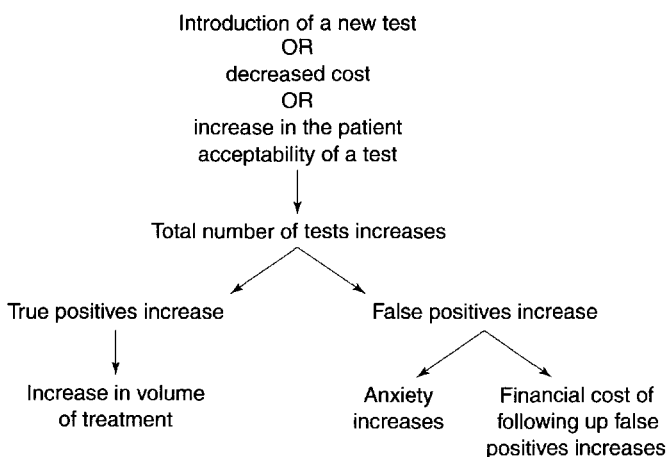 Introduction of a new test
OR
decreased cost
OR
increase in the patient
acceptability of a test
Total number of tests increases
True positives increase
False positives increase
Increase in volume
of treatment
Anxiety
increases
Financial cost of
following up false
positives increases